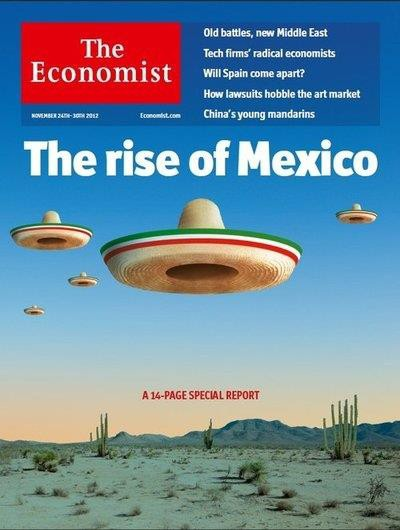 The
Economist
NOVEMBER 24TH-30TH 2012
Economist.com
Old battles, new Middle East
Tech firms' radical economists
Will Spain come apart?
How lawsuits hobble the art market
China's young mandarins
The rise of Mexico
A 14-PAGE SPECIAL REPORT